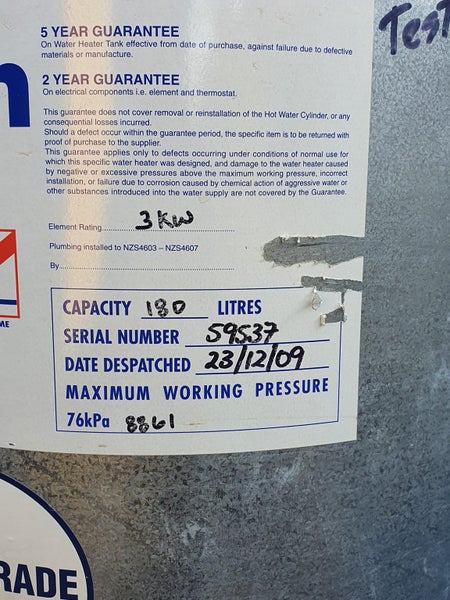 Test
5 YEAR GUARANTEE
On Water Heater Tank effective from date of purchase, against failure due to defective
materials or manufacture.
2 YEAR GUARANTEE
On electrical components i.e. element and thermostat.
This guarantee does not cover removal or reinstallation of the Hot Water Cylinder, or any
consequential losses incurred.
Should a defect occur within the guarantee period, the specific item is to be returned with
proof of purchase to the supplier.
This guarantee applies only to defects occurring under conditions of normal use for
which this specific water heater was designed, and damage to the water heater caused
by negative or excessive pressures above the maximum working pressure, incorrect
installation, or failure due to corrosion caused by chemical action of aggressive water or
other substances introduced into the water supply are not covered by the Guarantee.
Element Rating 3 KW
Plumbing installed to NZS4603 – NZS4607
By
CAPACITY 180 LITRES
SERIAL NUMBER 59537
DATE DESPATCHED 23/12/09
MAXIMUM WORKING PRESSURE
76kPa 8861
RADE